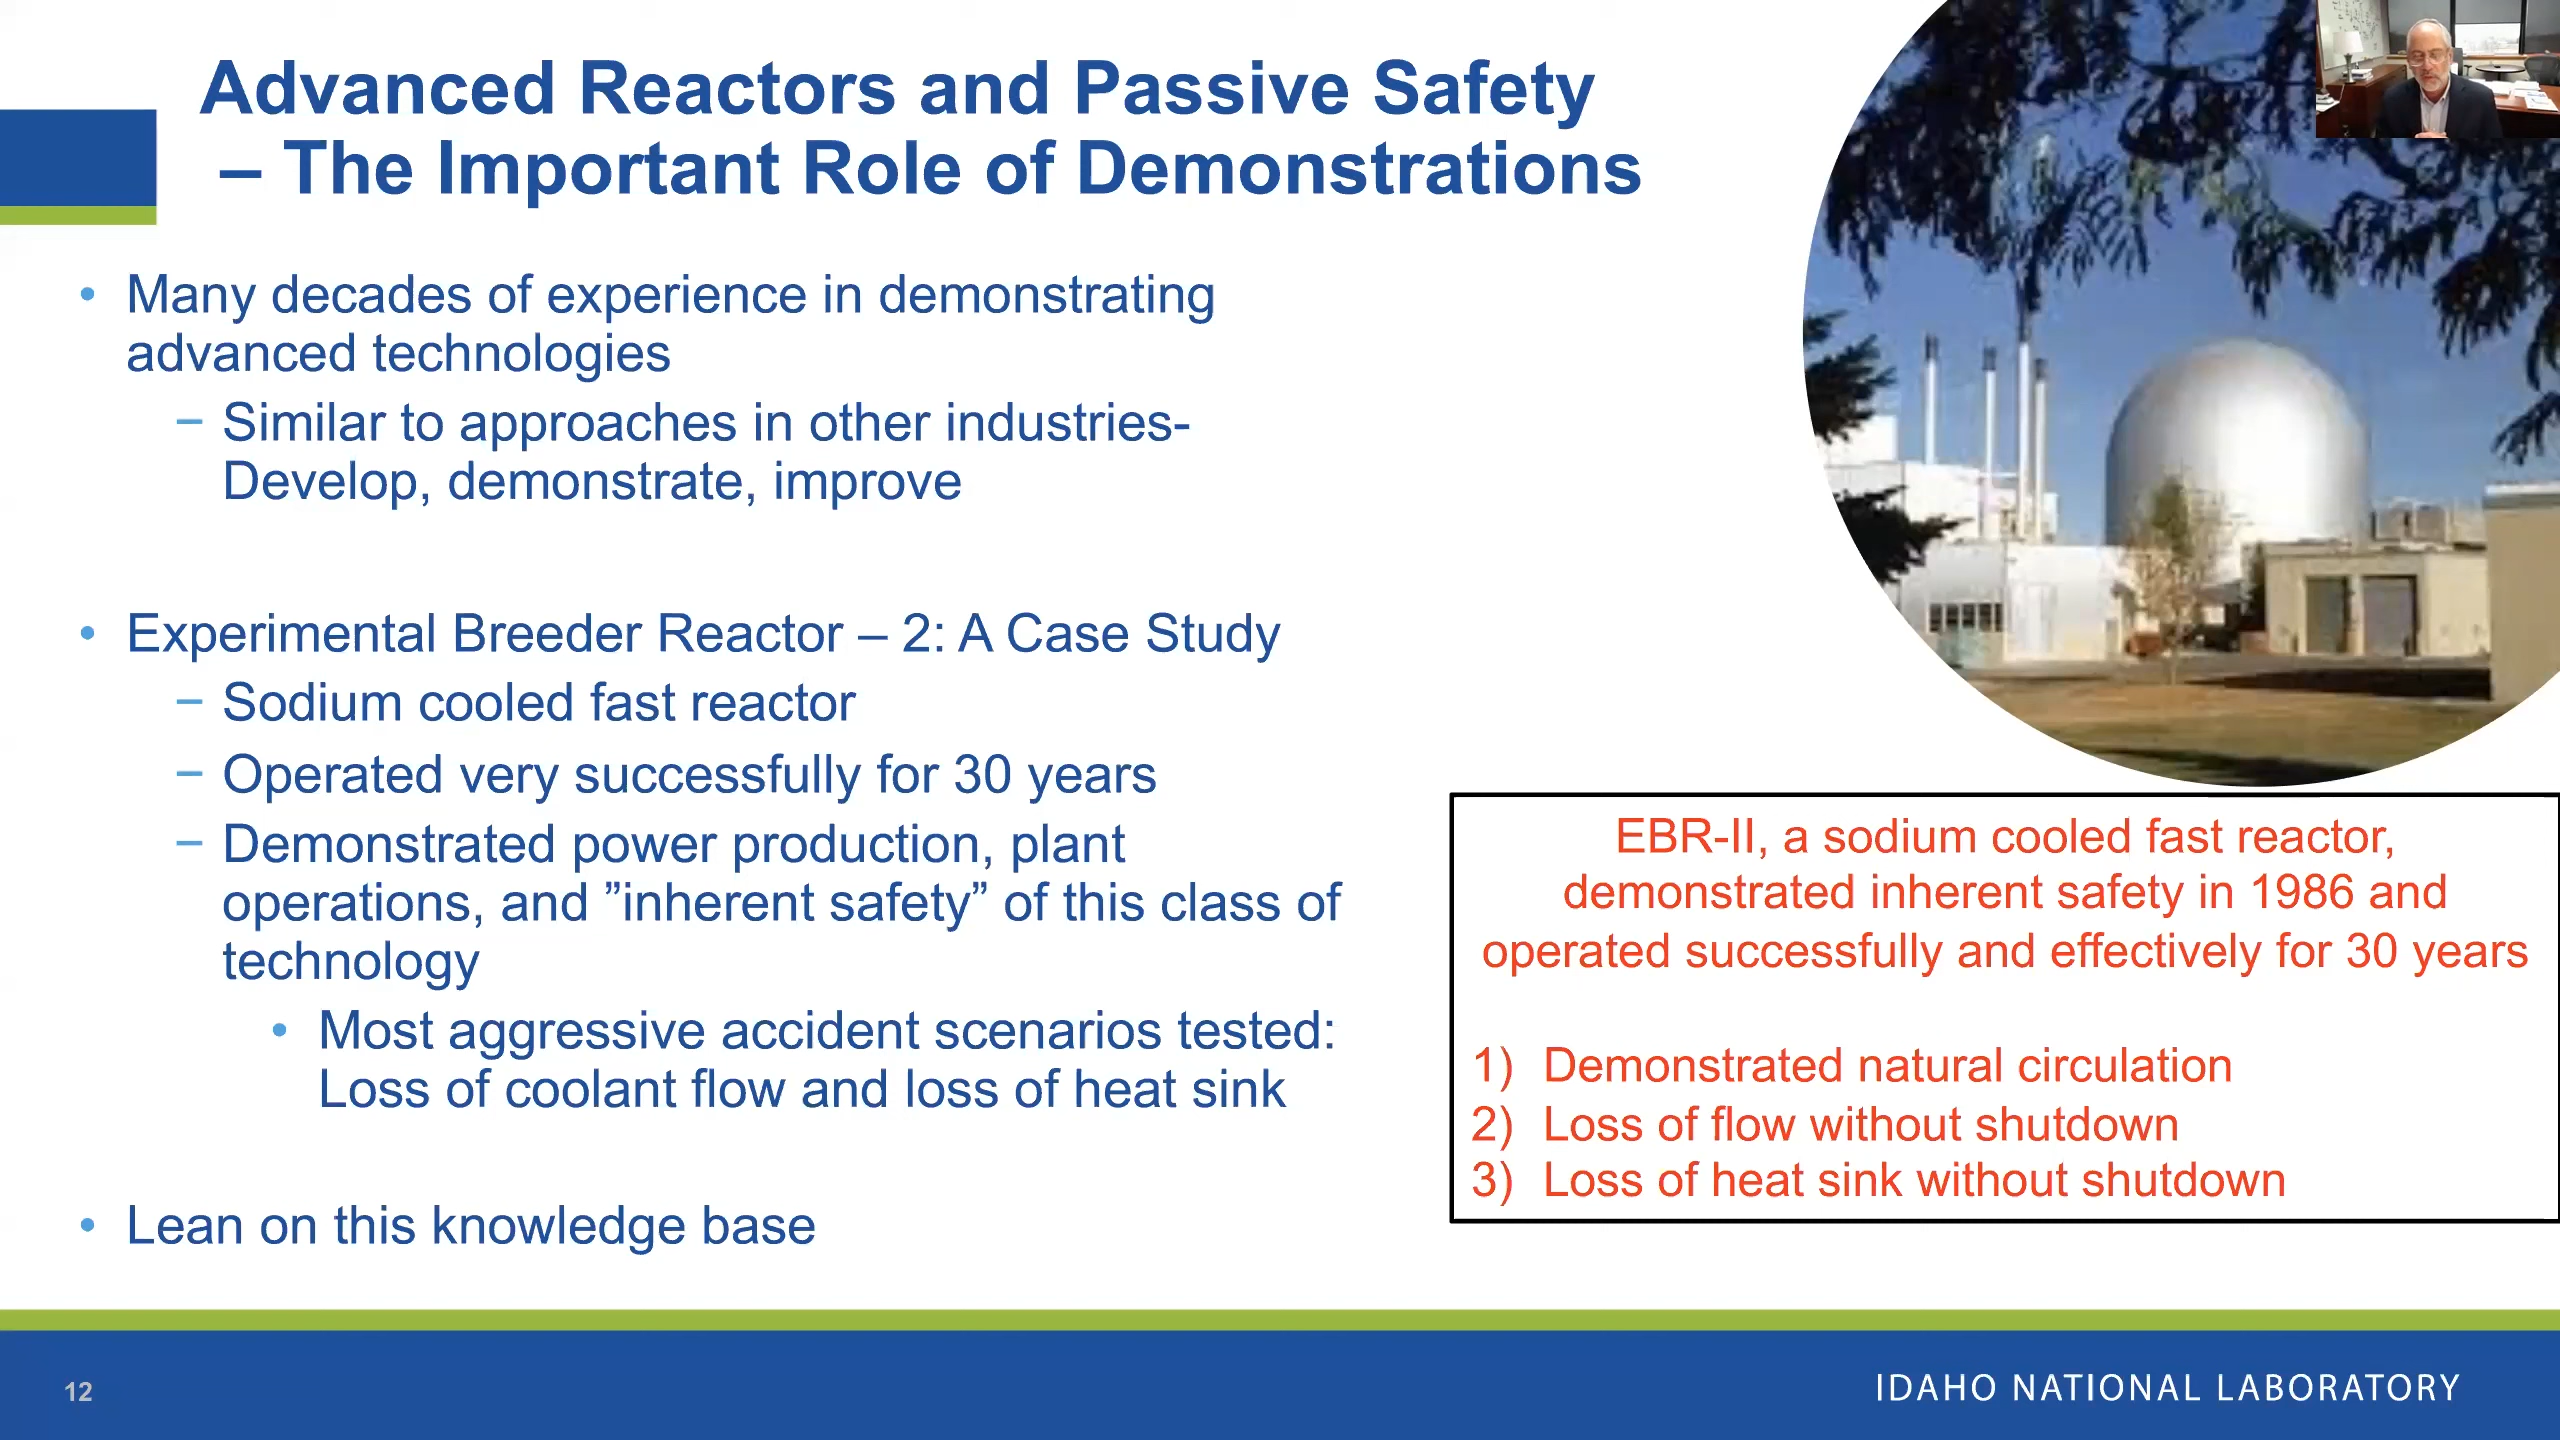 Advanced Reactors and Passive Safety
– The Important Role of Demonstrations
• Many decades of experience in demonstrating
advanced technologies
− Similar to approaches in other industries-
Develop, demonstrate, improve
• Experimental Breeder Reactor – 2: A Case Study
− Sodium cooled fast reactor
− Operated very successfully for 30 years
− Demonstrated power production, plant
operations, and ”inherent safety” of this class of
technology
• Most aggressive accident scenarios tested:
Loss of coolant flow and loss of heat sink
• Lean on this knowledge base
EBR-II, a sodium cooled fast reactor,
demonstrated inherent safety in 1986 and
operated successfully and effectively for 30 years
1) Demonstrated natural circulation
2) Loss of flow without shutdown
3) Loss of heat sink without shutdown
12
IDAHO NATIONAL LABORATORY